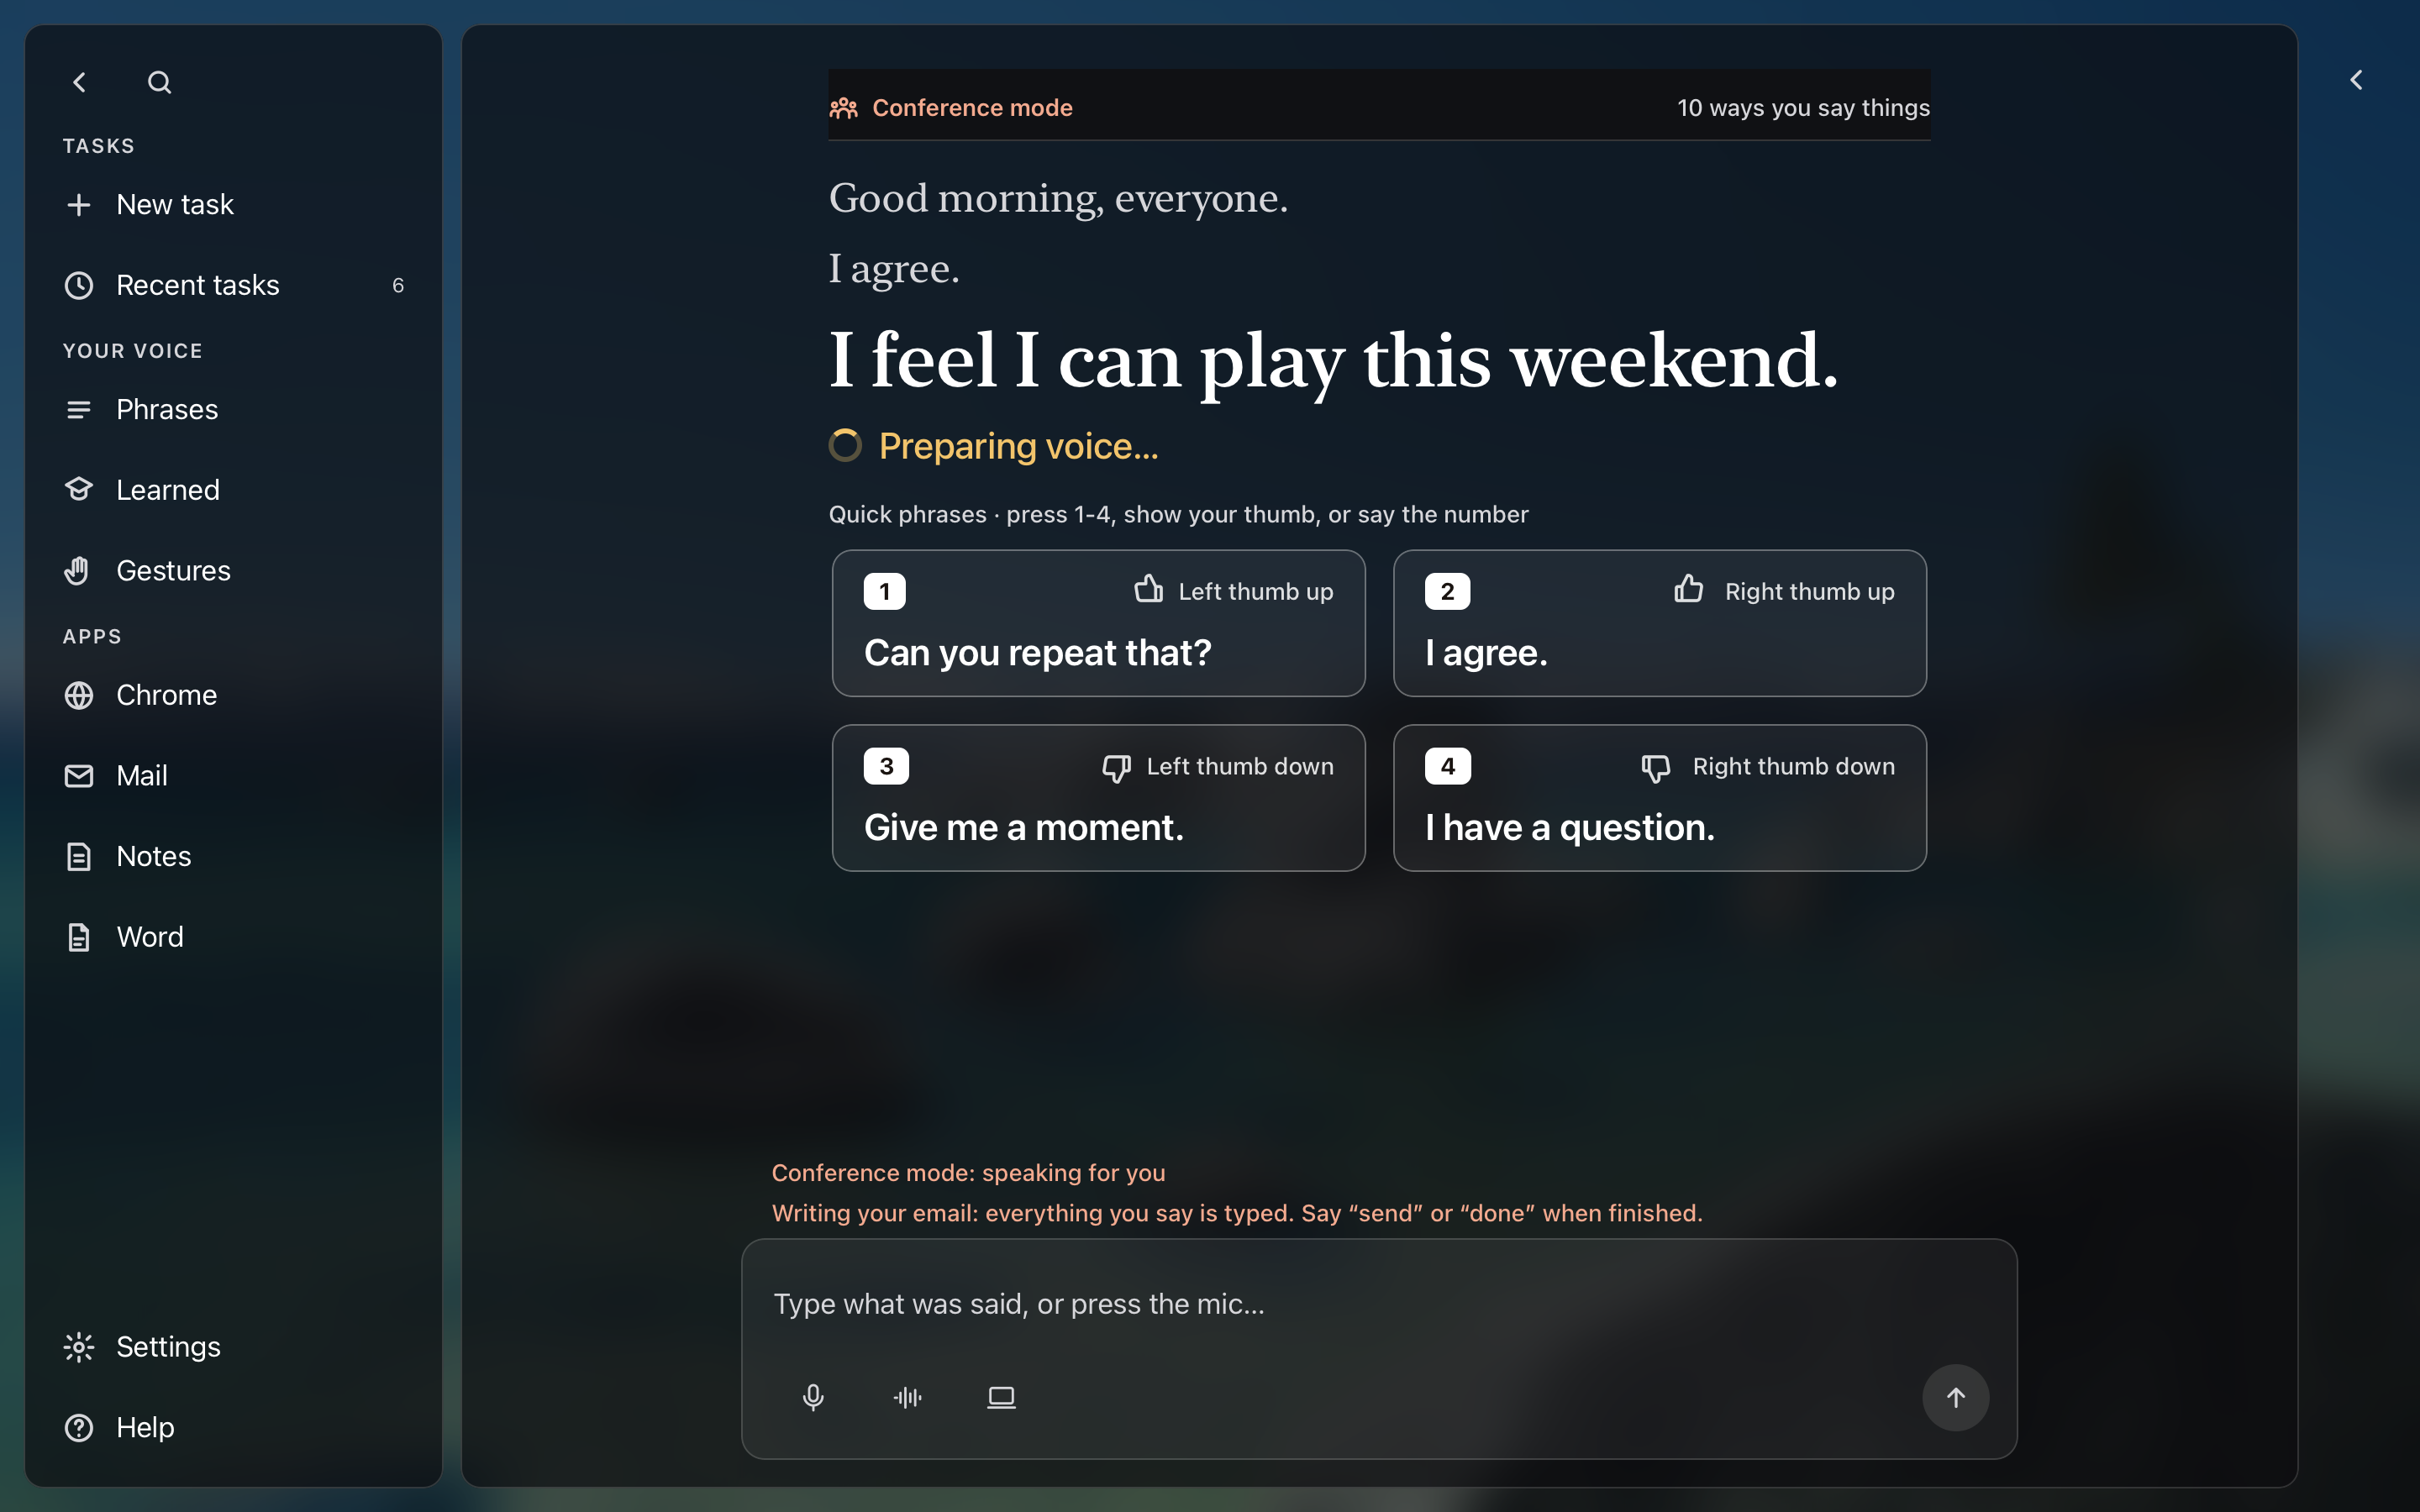 TASKS
New task
Recent tasks 6
YOUR VOICE
Phrases
Learned
Gestures
APPS
Chrome
Mail
Notes
Word
Settings
Help
Conference mode 10 ways you say things
Good morning, everyone.
I agree.
I feel I can play this weekend.
Preparing voice...
Quick phrases · press 1-4, show your thumb, or say the number
1 Left thumb up
Can you repeat that?
2 Right thumb up
I agree.
3 Left thumb down
Give me a moment.
4 Right thumb down
I have a question.
Conference mode: speaking for you
Writing your email: everything you say is typed. Say “send” or “done” when finished.
Type what was said, or press the mic...